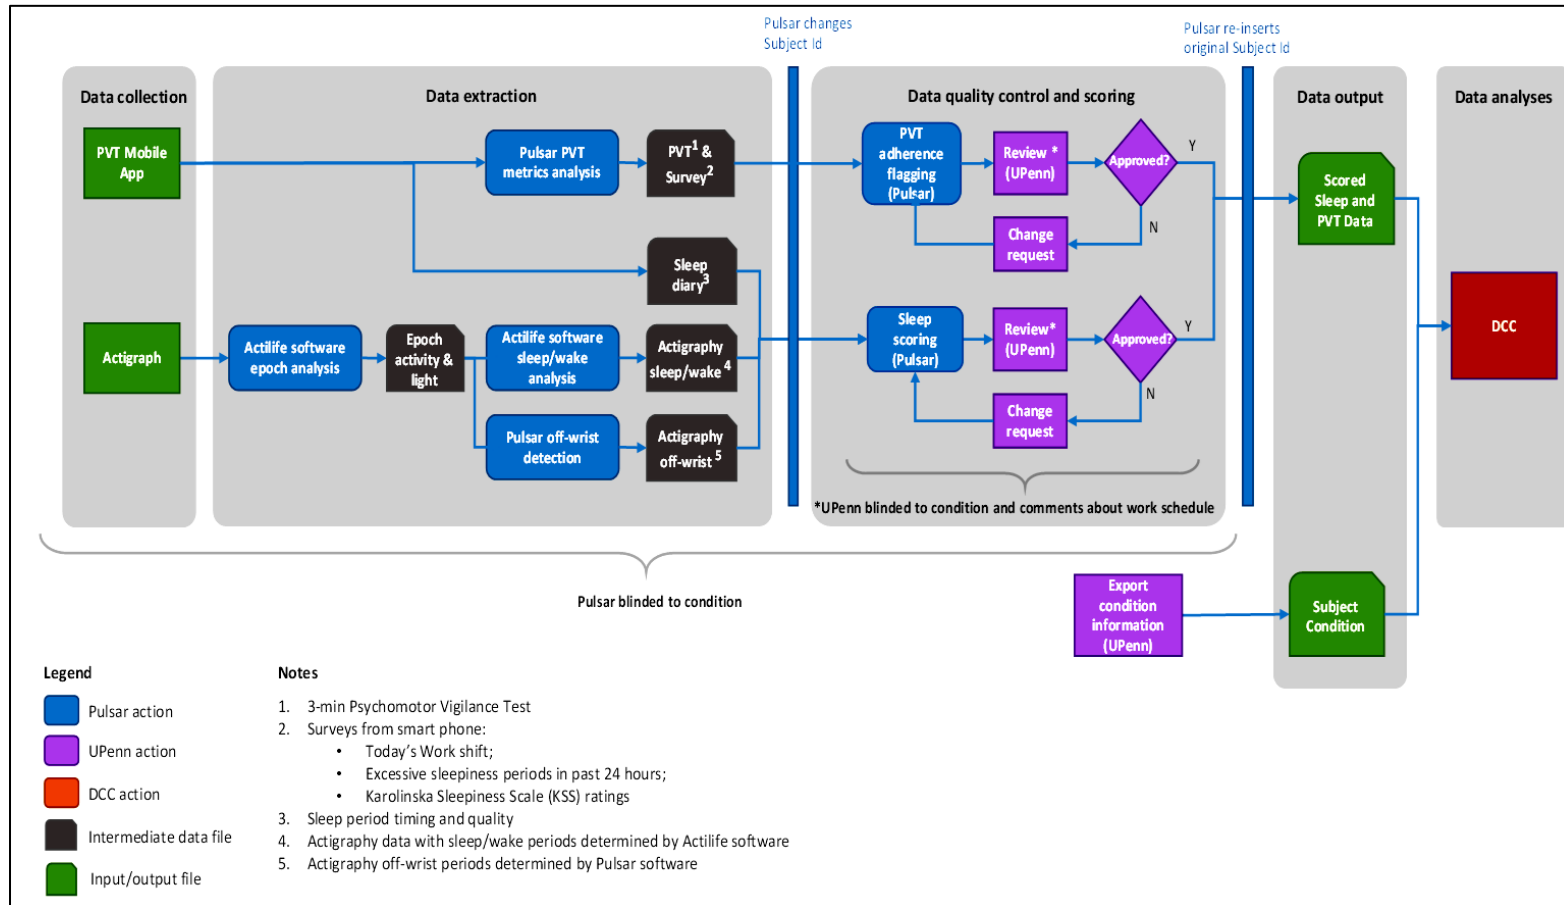 Pulsar changes
Subject Id
Pulsar re-inserts
original Subject Id
Data collection
Data extraction
Data quality control and scoring
Data output
Data analyses
PVT Mobile
App
Pulsar PVT
metrics analysis
PVT1 &
Survey2
PVT
adherence
flagging
(Pulsar)
Review *
(UPenn)
Approved?
Y
N
Change
request
Scored
Sleep and
PVT Data
Sleep
diary3
DCC
Actigraph
Actilife software
epoch analysis
Epoch
activity &
light
Actilife software
sleep/wake
analysis
Actigraphy
sleep/wake 4
Sleep
scoring
(Pulsar)
Review*
(UPenn)
Approved?
Y
N
Change
request
Pulsar off-wrist
detection
Actigraphy
off-wrist 5
*UPenn blinded to condition and comments about work schedule
Pulsar blinded to condition
Export
condition
information
(UPenn)
Subject
Condition
Legend
Pulsar action
UPenn action
DCC action
Intermediate data file
Input/output file
Notes
1. 3-min Psychomotor Vigilance Test
2. Surveys from smart phone:
• Today's Work shift;
• Excessive sleepiness periods in past 24 hours;
• Karolinska Sleepiness Scale (KSS) ratings
3 Sleep period timing and quality
4. Actigraphy data with sleep/wake periods determined by Actilife software
5. Actigraphy off-wrist periods determined by Pulsar software